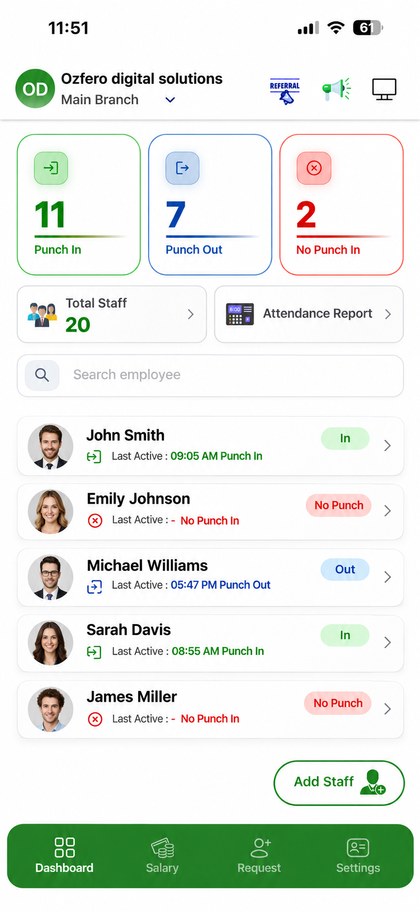 11:51
61
OD
Ozfero digital solutions
Main Branch
REFERRAL
11
Punch In
7
Punch Out
2
No Punch In
Total Staff
20
Attendance Report
Search employee
John Smith
In
Last Active : 09:05 AM Punch In
Emily Johnson
No Punch
Last Active : - No Punch In
Michael Williams
Out
Last Active : 05:47 PM Punch Out
Sarah Davis
In
Last Active : 08:55 AM Punch In
James Miller
No Punch
Last Active : - No Punch In
Add Staff
Dashboard
Salary
Request
Settings